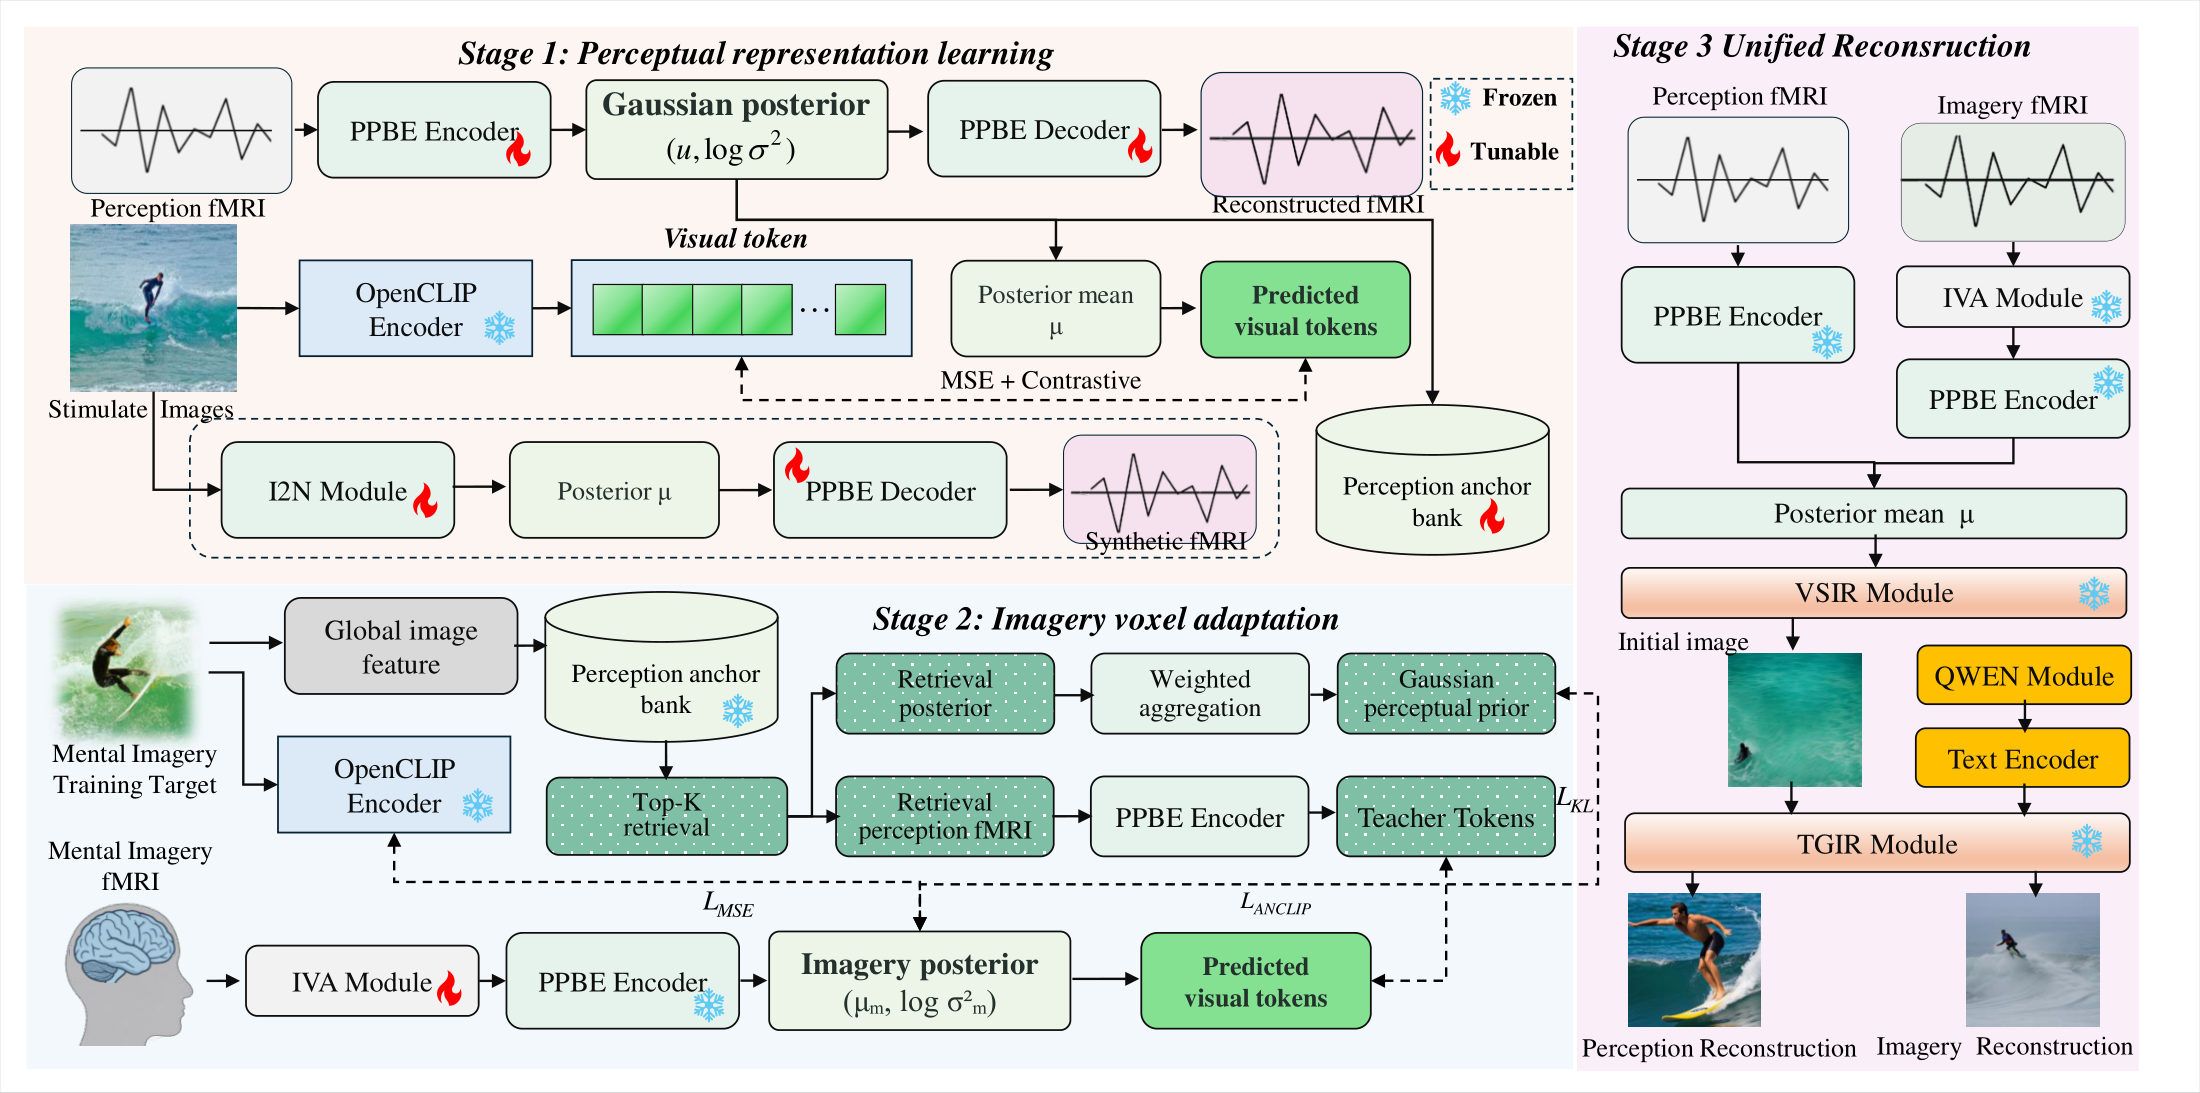 Stage 1: Perceptual representation learning
PPBE Encoder
Gaussian posterior
(u, log σ²)
PPBE Decoder
Frozen
Tunable
Perception fMRI
Reconstructed fMRI
Visual token
OpenCLIP
Encoder
...
Posterior mean
μ
Predicted
visual tokens
MSE + Contrastive
Stimulate Images
I2N Module
Posterior μ
PPBE Decoder
Synthetic fMRI
Perception anchor
bank
Stage 2: Imagery voxel adaptation
Global image
feature
Perception anchor
bank
Retrieval
posterior
Weighted
aggregation
Gaussian
perceptual prior
Mental Imagery
Training Target
OpenCLIP
Encoder
Top-K
retrieval
Retrieval
perception fMRI
PPBE Encoder
Teacher Tokens
L_KL
Mental Imagery
fMRI
L_MSE
L_ANCLIP
IVA Module
PPBE Encoder
Imagery posterior
(μₘ, log σ²ₘ)
Predicted
visual tokens
Stage 3 Unified Reconsruction
Perception fMRI
Imagery fMRI
PPBE Encoder
IVA Module
PPBE Encoder
Posterior mean μ
VSIR Module
Initial image
QWEN Module
Text Encoder
TGIR Module
Perception Reconstruction
Imagery Reconstruction